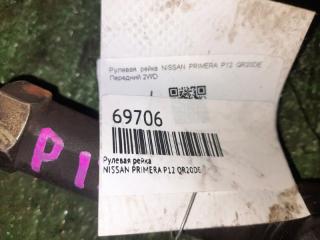 Рулевая рейка NISSAN PRIMERA P12 QR20DE
Передний 2WD
69706
Рулевая рейка
NISSAN PRIMERA P12 QR20DE
P1